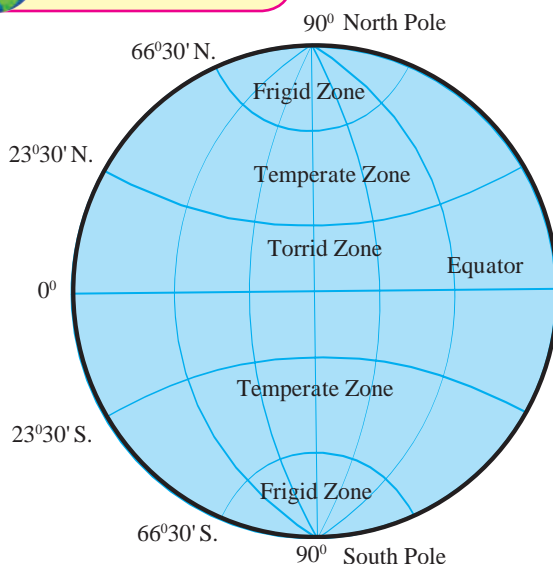 90⁰ North Pole
66⁰30' N.
Frigid Zone
23⁰30' N.
Temperate Zone
Torrid Zone
Equator
0⁰
Temperate Zone
23⁰30' S.
Frigid Zone
66⁰30' S.
90⁰ South Pole